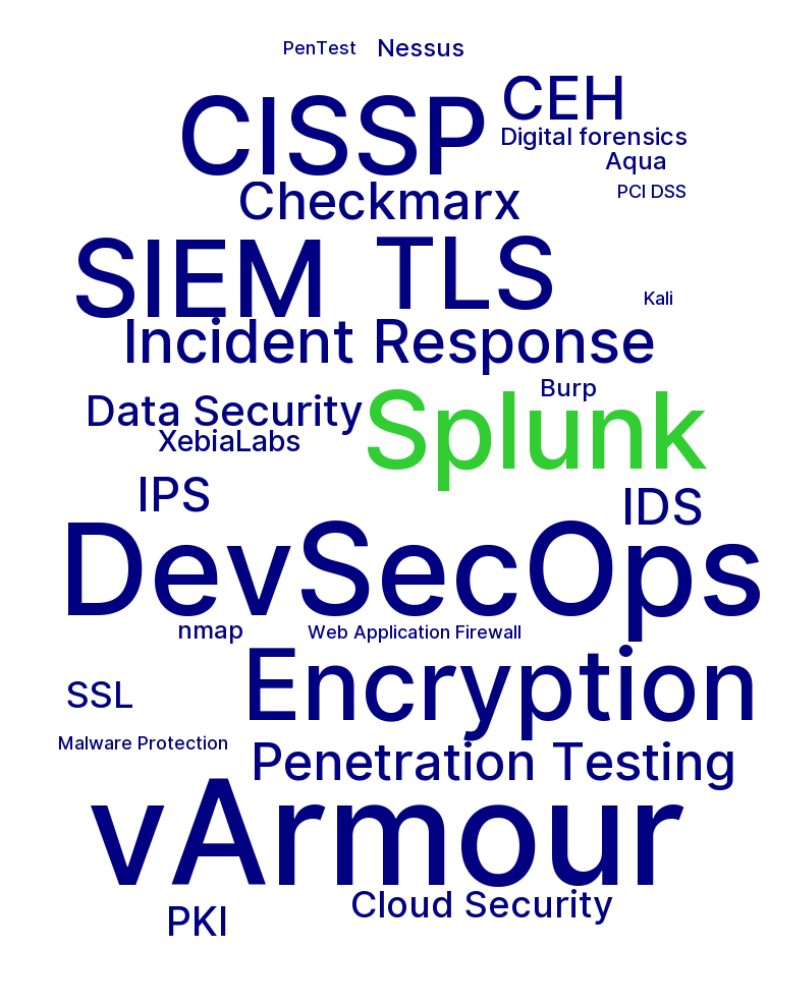 PenTest Nessus
CEH
CISSP
Digital forensics
Aqua
PCI DSS
Checkmarx
SIEM TLS
Kali
Incident Response
Burp
Data Security
Splunk
XebiaLabs
IPS
IDS
DevSecOps
nmap
Web Application Firewall
Encryption
SSL
Malware Protection
Penetration Testing
vArmour
Cloud Security
PKI